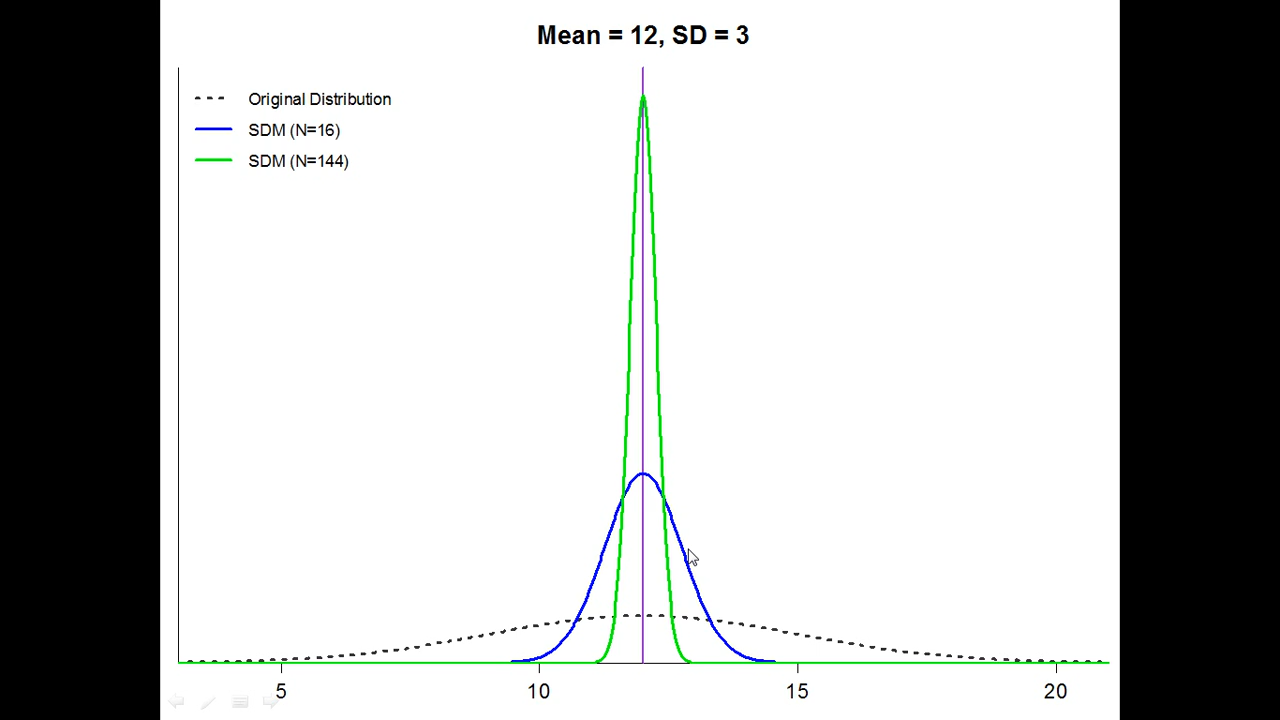 Mean = 12, SD = 3
Original Distribution
SDM (N=16)
SDM (N=144)
5 10 15 20